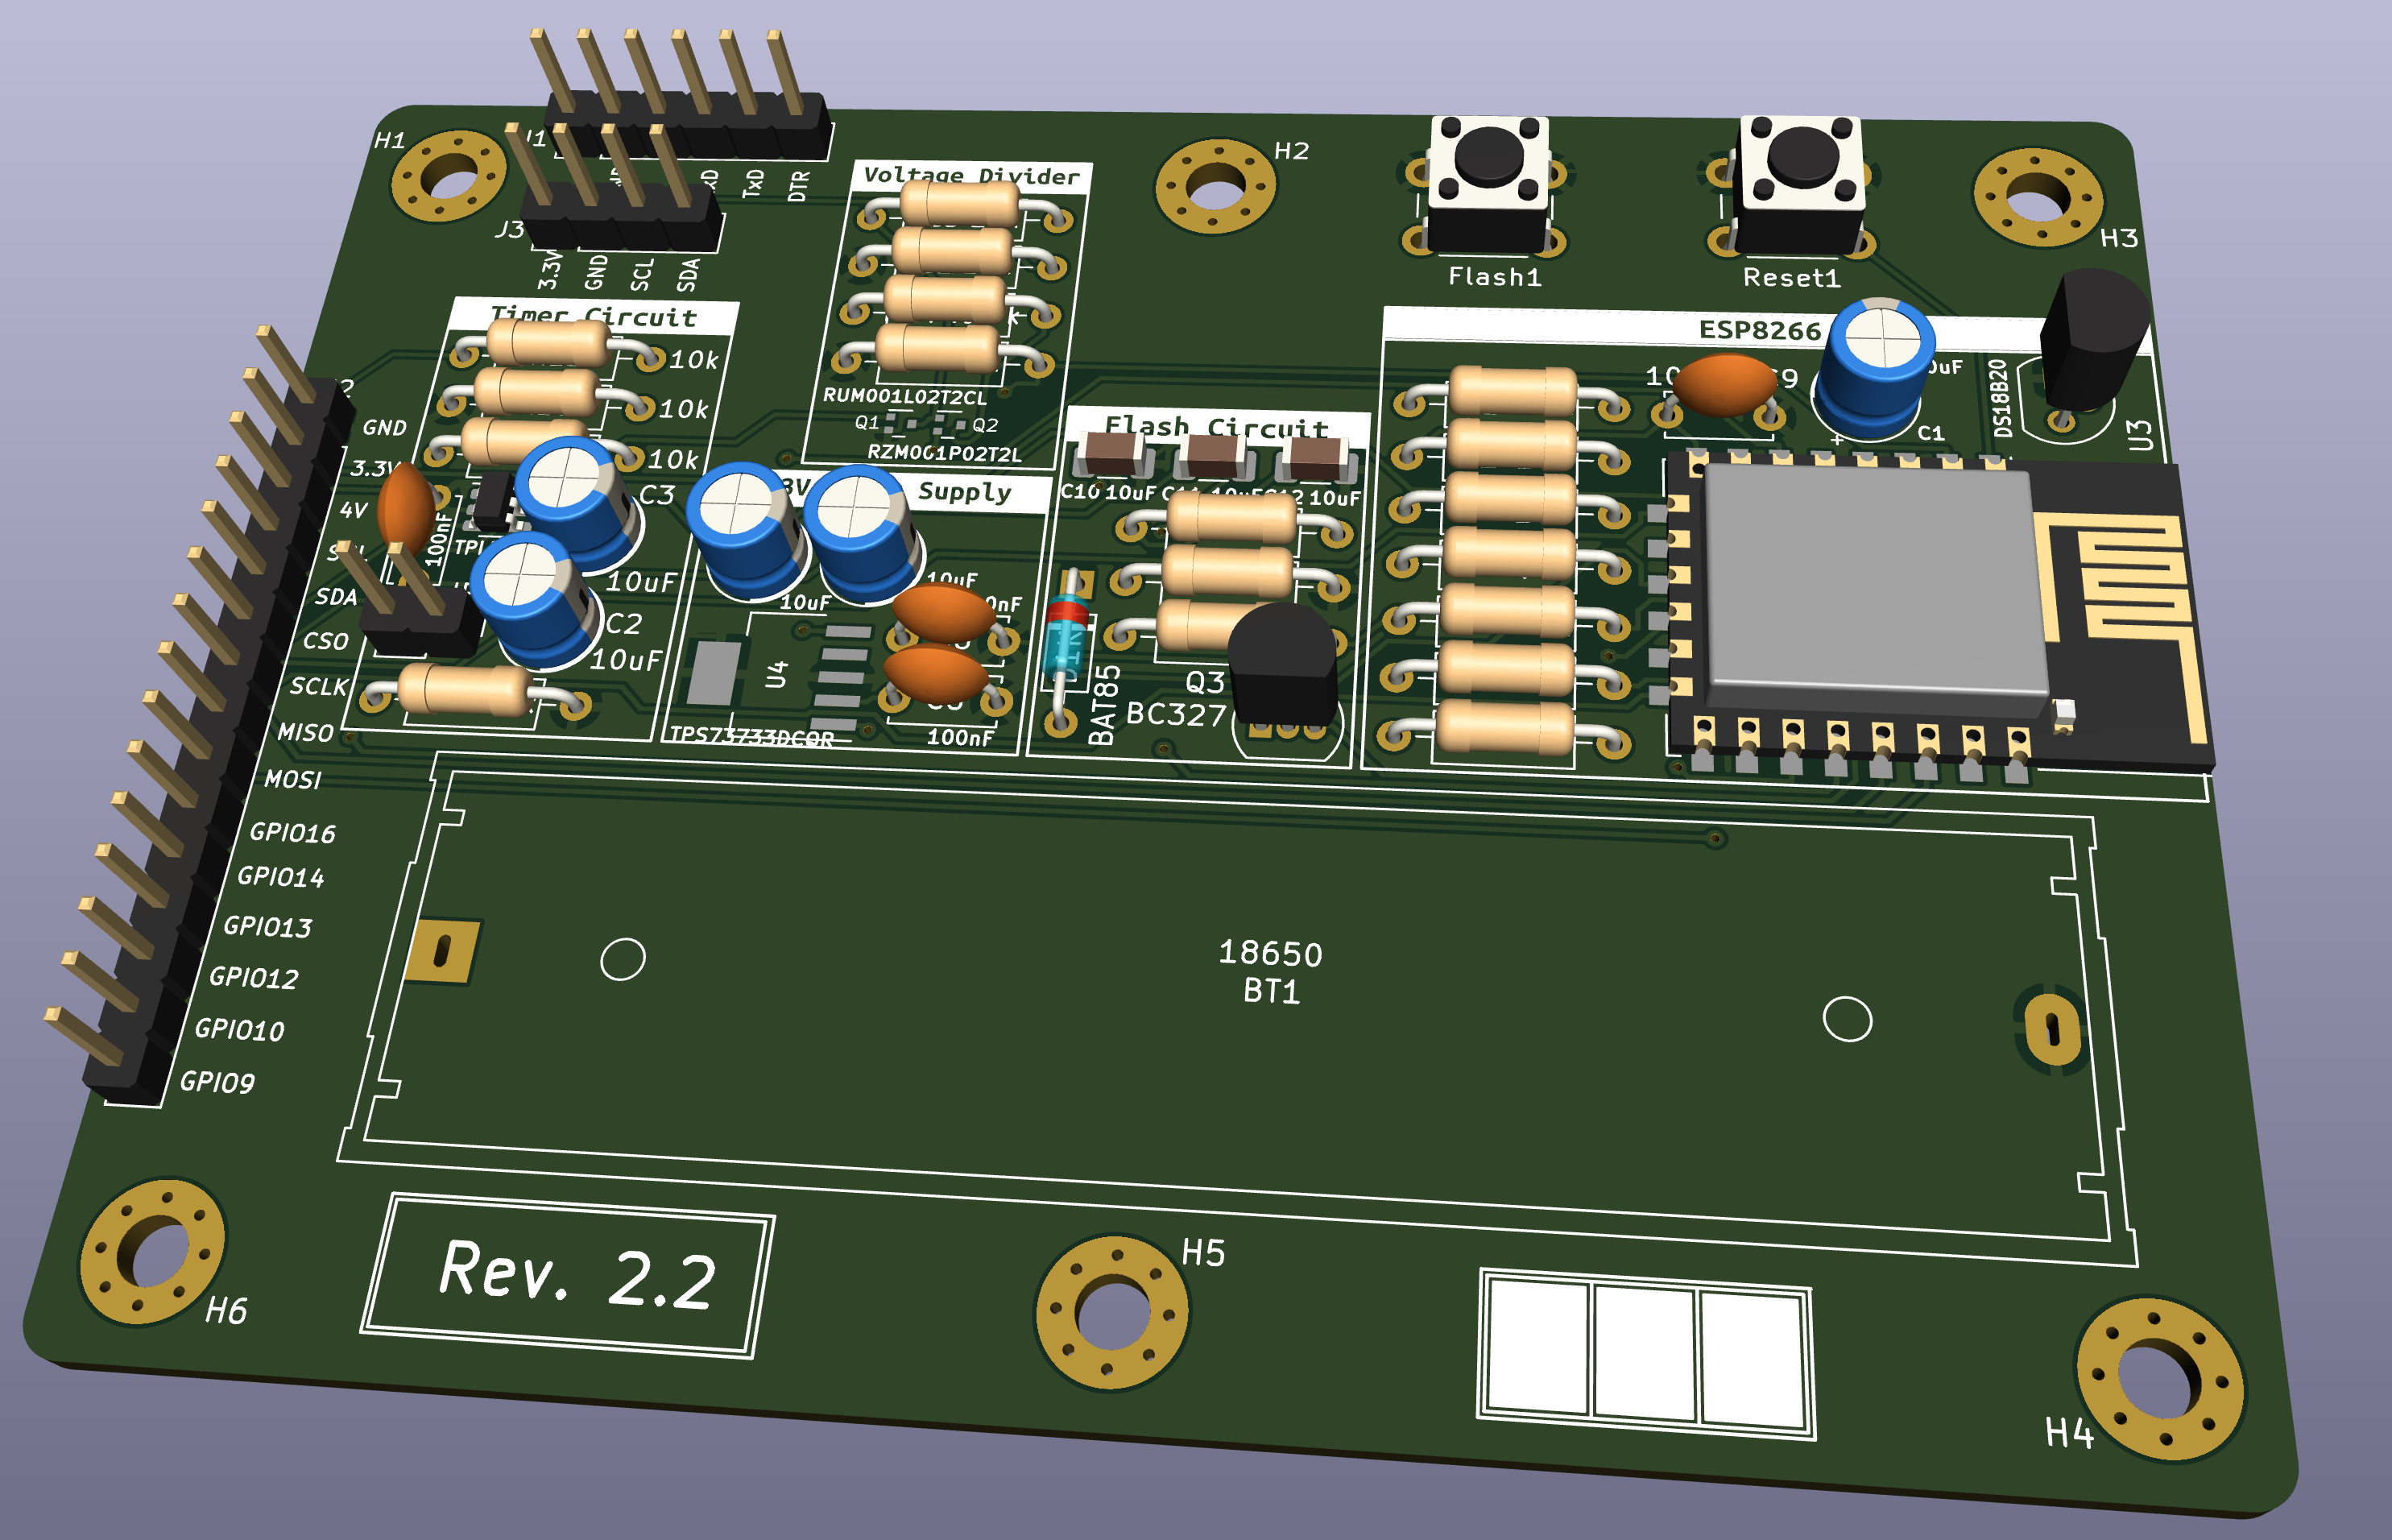 H1
H2
H3
TxD
DTR
J3
3.3V
GND
SCL
SDA
Voltage Divider
RUM001L02T2CL
Q1
Q2
RZM001P02T2L
Flash1
Reset1
Timer Circuit
10k
10k
10k
C3
10uF
C2
10uF
100nF
Supply
10uF
10uF
U4
TPS73733DCQR
100nF
Flash Circuit
C10 10uF
10uF
BAT85
Q3
BC327
ESP8266
C1
DS18B20
U3
GND
3.3V
4V
SDA
CSO
SCLK
MISO
MOSI
GPIO16
GPIO14
GPIO13
GPIO12
GPIO10
GPIO9
18650
BT1
Rev. 2.2
H6
H5
H4